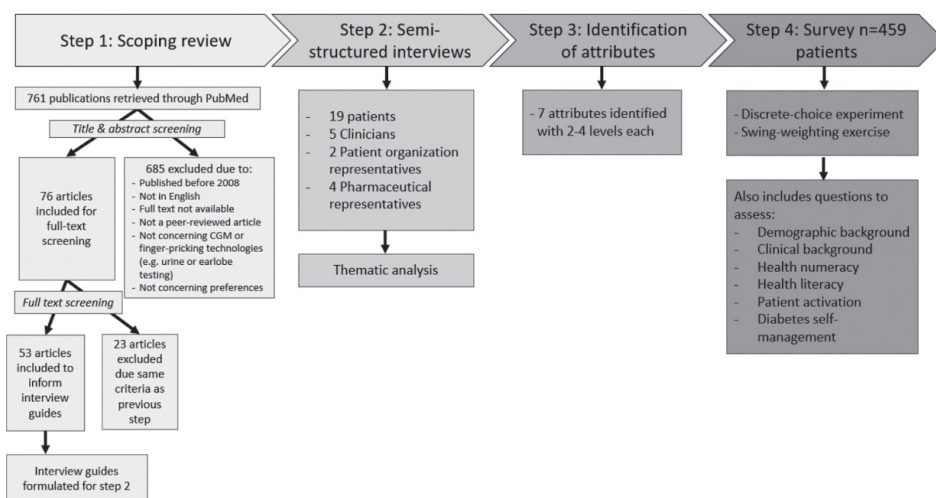 Step 1: Scoping review
761 publications retrieved through PubMed
Title & abstract screening
76 articles
included for
full-text
screening
685 excluded due to:
- Published before 2008
- Not in English
- Full text not available
- Not a peer-reviewed article
- Not concerning CGM or
finger-pricking technologies
(e.g. urine or earlobe
testing)
- Not concerning preferences
Full text screening
53 articles
included to
inform
interview
guides
23 articles
excluded
due same
criteria as
previous
step
Interview guides
formulated for step 2
Step 2: Semi-
structured interviews
- 19 patients
- 5 Clinicians
- 2 Patient organization
representatives
- 4 Pharmaceutical
representatives
Thematic analysis
Step 3: Identification
of attributes
- 7 attributes identified
with 2-4 levels each
Step 4: Survey n=459
patients
- Discrete-choice experiment
- Swing-weighting exercise
Also includes questions to
assess:
- Demographic background
- Clinical background
- Health numeracy
- Health literacy
- Patient activation
- Diabetes self-
management